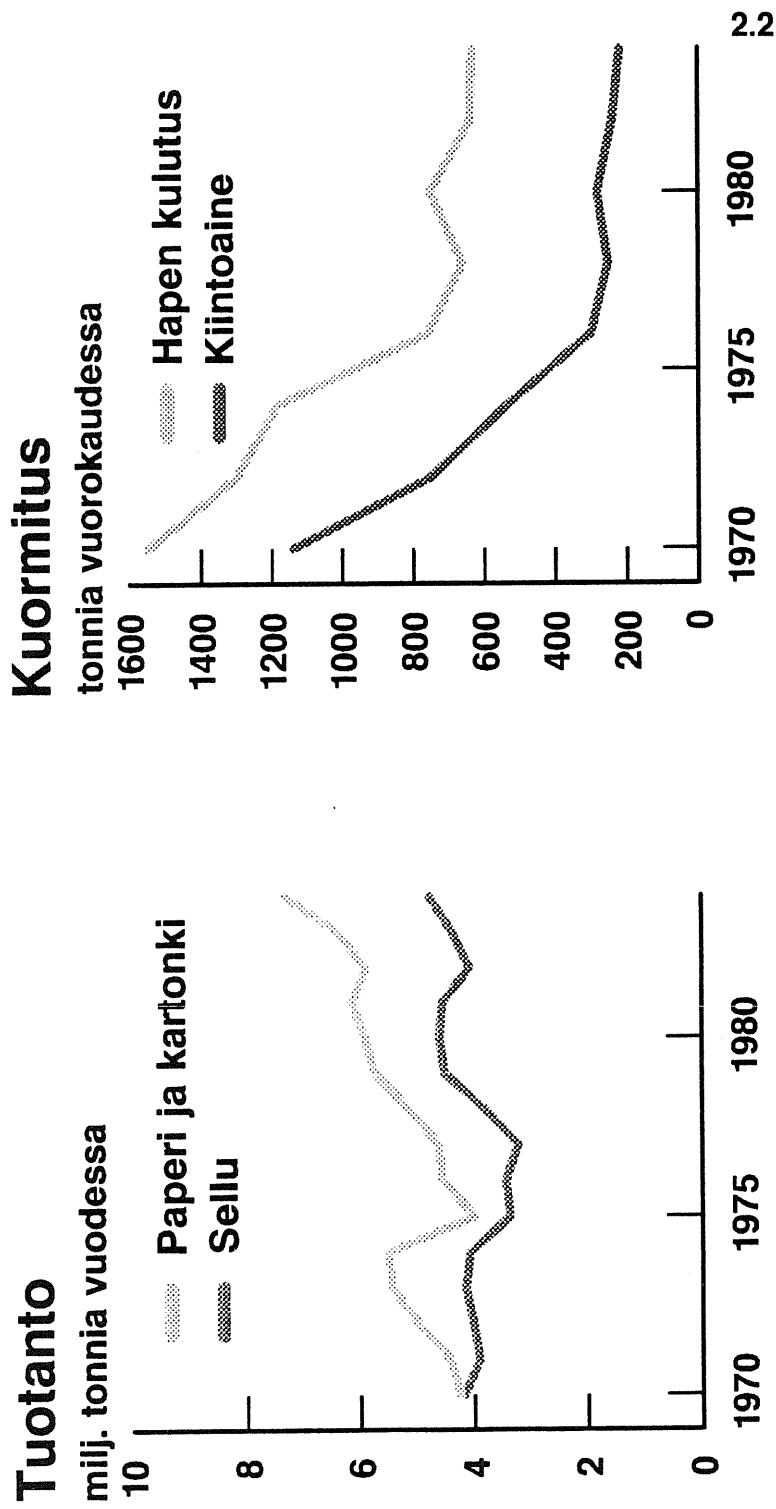 Tuotanto
milj. tonnia vuodessa
Paperi ja kartonki
Sellu
10
8
6
4
2
0
1970
1975
1980
Kuormitus
tonnia vuorokaudessa
Hapen kulutus
Kiintoaine
1600
1400
1200
1000
800
600
400
200
0
1970
1975
1980
2.2